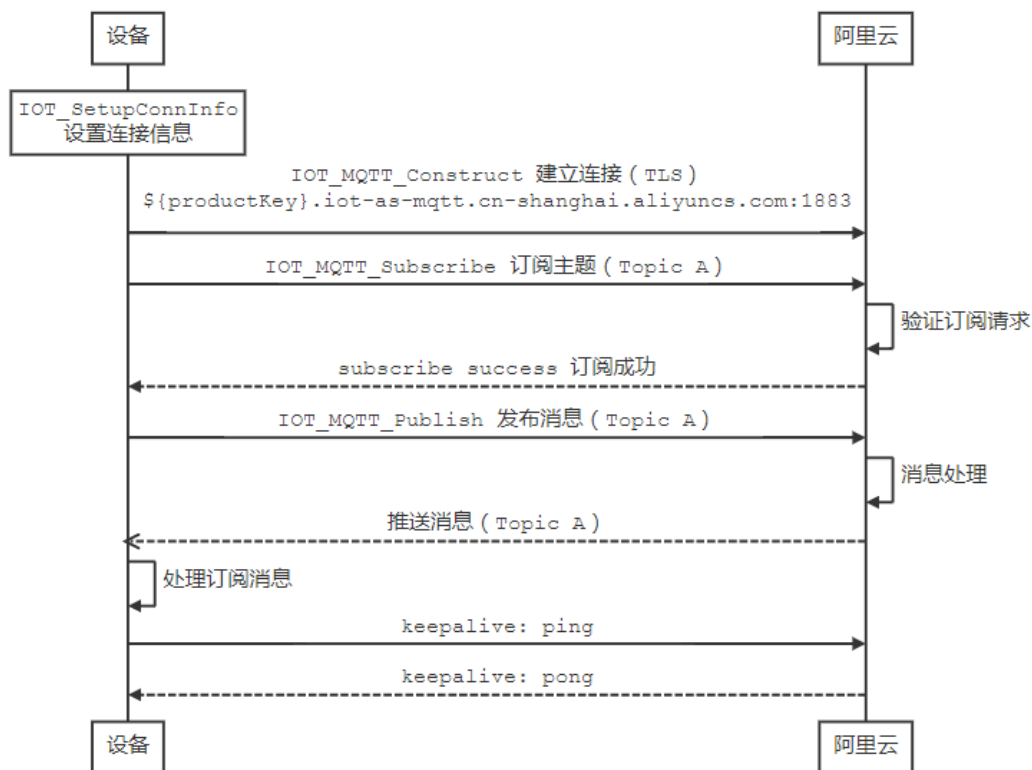 设备
阿里云
IOT_SetupConnInfo
设置连接信息
IOT_MQTT_Construct 建立连接（TLS）
${productKey}.iot-as-mqtt.cn-shanghai.aliyuncs.com:1883
IOT_MQTT_Subscribe 订阅主题（Topic A）
验证订阅请求
subscribe success 订阅成功
IOT_MQTT_Publish 发布消息（Topic A）
消息处理
推送消息（Topic A）
处理订阅消息
keepalive: ping
keepalive: pong
设备
阿里云